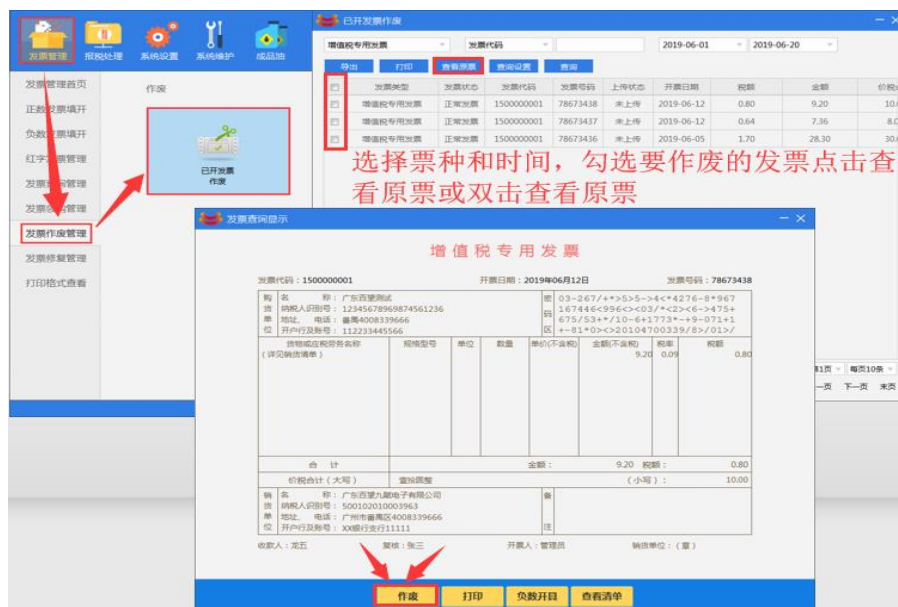 发票管理
报税处理
系统设置
系统维护
成品油
发票管理首页
正数发票填开
负数发票填开
红字发票管理
发票作废管理
发票修复管理
打印格式查看
作废
已开发票
作废
已开发票作废
增值税专用发票 发票代码 2019-06-01 2019-06-20
导出 打印 查看原票 查询设置 查询
发票类型 发票状态 发票代码 发票号码 上传状态 开票日期 税额 金额
增值税专用发票 正常发票 1500000001 78673438 未上传 2019-06-12 0.80 9.20
增值税专用发票 正常发票 1500000001 78673437 未上传 2019-06-12 0.64 7.36
增值税专用发票 正常发票 1500000001 78673436 未上传 2019-06-05 1.70 28.30
选择票种和时间，勾选要作废的发票点击查
看原票或双击查看原票
发票查询显示
增值税专用发票
发票代码：1500000001 开票日期：2019年06月12日 发票号码：78673438
购货单位
名 称：广东百望测试
纳税人识别号：12345678969874561236
地址、电话：番禺4008339666
开户行及账号：112233445566
密码区
03-267/+*>5>5->4<*4276-8*967
167446<996<><03/*<2><6>-475+
675/53+*/10-6+1773*-+9-071+1
+-81*0><>20104700339/8>/01>/
货物或应税劳务名称 规格型号 单位 数量 单价(不含税) 金额(不含税) 税率 税额
(详见销货清单) 9.20 0.09 0.80
合 计 金额： 9.20 税额： 0.80
价税合计(大写) 壹拾圆整 (小写)： 10.00
销货单位
名 称：广东百望九赋电子有限公司
纳税人识别号：500102010003963
地址、电话：广州市番禺区4008339666
开户行及账号：XX银行支行11111
备注
收款人：龙五 复核：张三 开票人：管理员 销货单位：(章)
作废 打印 负数开具 查看清单
每页10条
下一页 末页